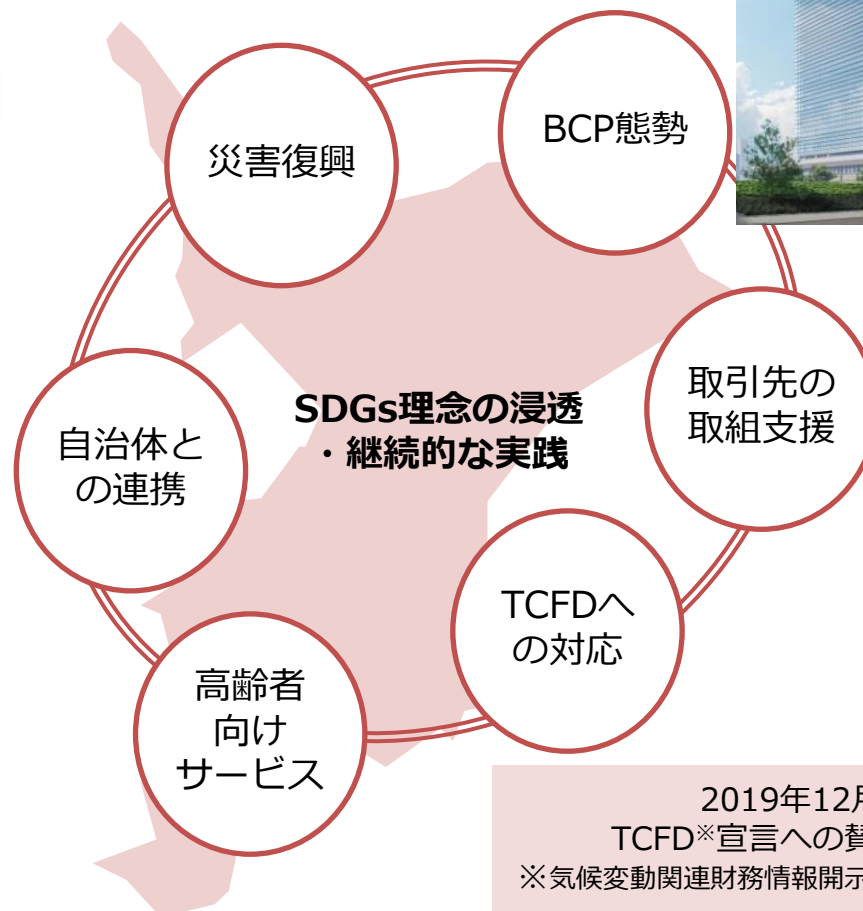 災害復興
BCP態勢
取引先の
取組支援
SDGs理念の浸透
・継続的な実践
自治体と
の連携
TCFDへ
の対応
高齢者
向け
サービス
2019年12月
TCFD※宣言への賛
※気候変動関連財務情報開示